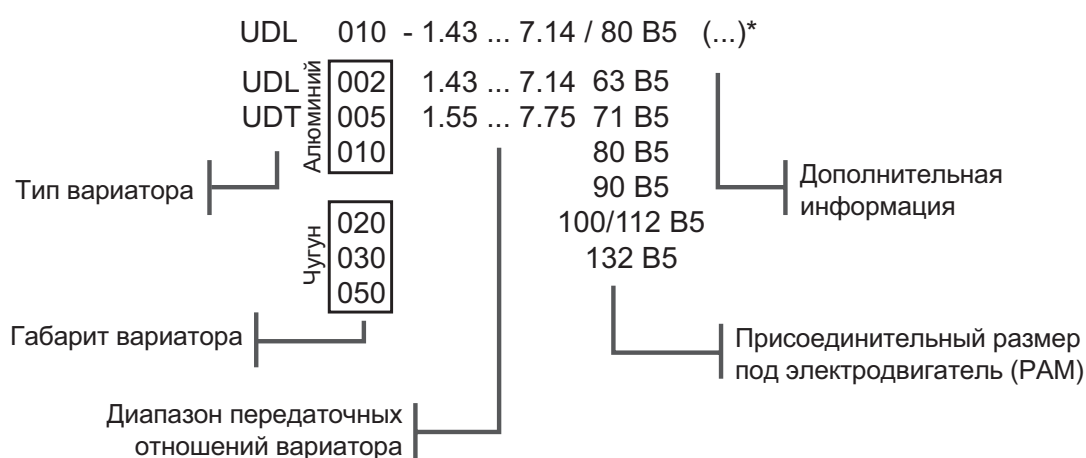 UDL 010 - 1.43 ... 7.14 / 80 B5 (...)*
UDL 002 1.43 ... 7.14 63 B5
UDT 005 1.55 ... 7.75 71 B5
010 80 B5
90 B5
020 100/112 B5
030 132 B5
050
Алюминий
Чугун
Тип вариатора
Дополнительная
информация
Габарит вариатора
Присоединительный размер
под электродвигатель (PAM)
Диапазон передаточных
отношений вариатора